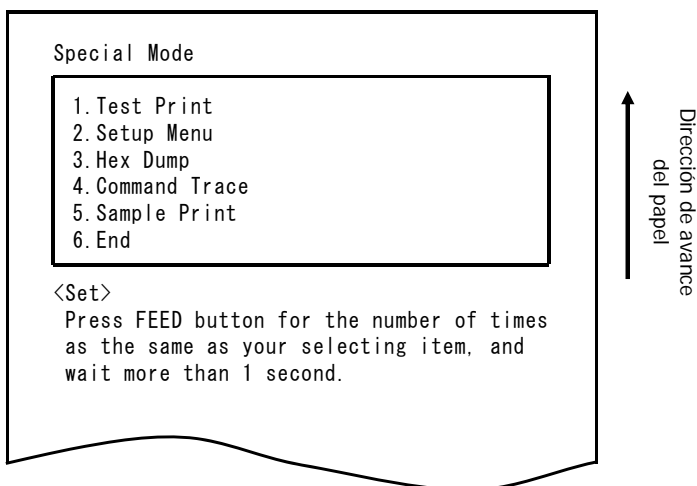 Special Mode
1.Test Print
2.Setup Menu
3.Hex Dump
4.Command Trace
5.Sample Print
6.End
<Set>
Press FEED button for the number of times
as the same as your selecting item, and
wait more than 1 second.
Dirección de avance
del papel